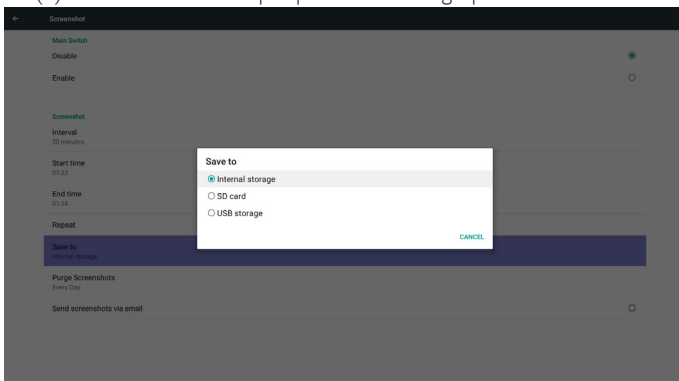 Screenshot
Main Switch
Disable
Enable
Screenshot
Interval
30 minutes
Start time
01:23
End time
01:24
Repeat
Save to
Internal storage
Purge Screenshots
Every Day
Send screenshots via email
Save to
Internal storage
SD card
USB storage
CANCEL